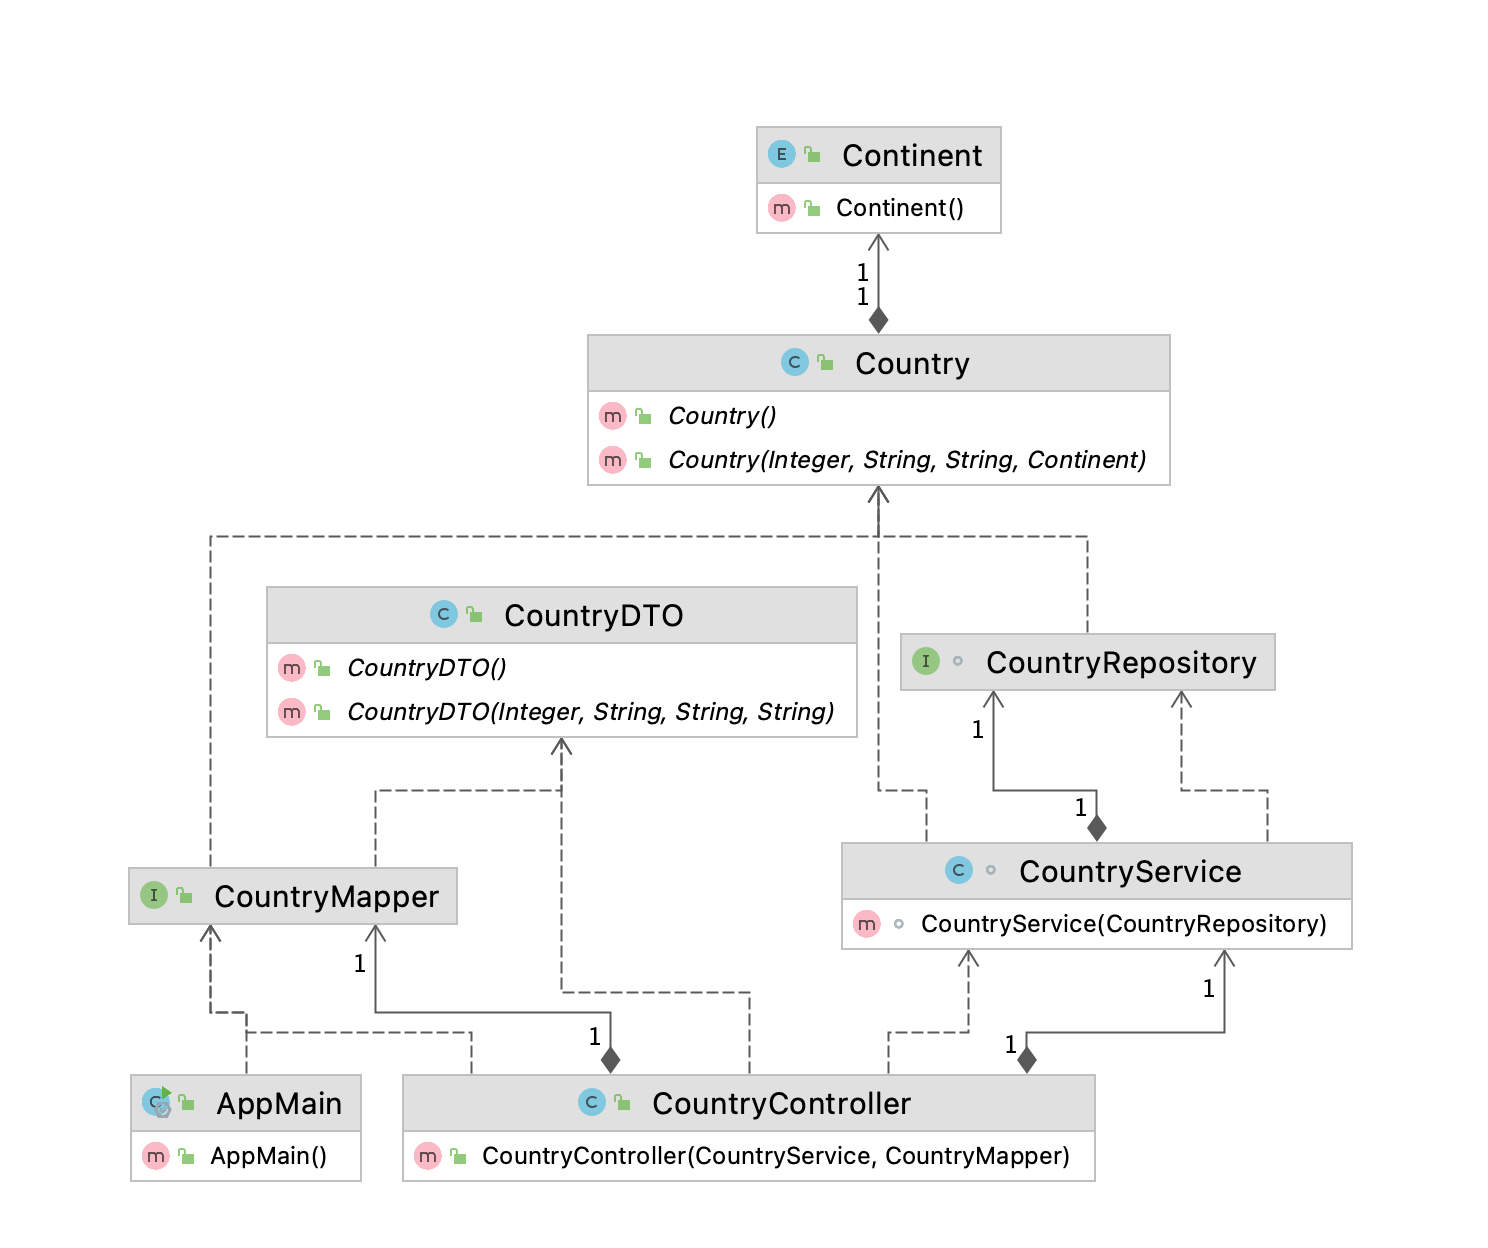 E Continent
m Continent()
1
1
C Country
m Country()
m Country(Integer, String, String, Continent)
C CountryDTO
m CountryDTO()
m CountryDTO(Integer, String, String, String)
I CountryRepository
1
1
I CountryMapper
C CountryService
m CountryService(CountryRepository)
1
1
1
1
C AppMain
m AppMain()
C CountryController
m CountryController(CountryService, CountryMapper)